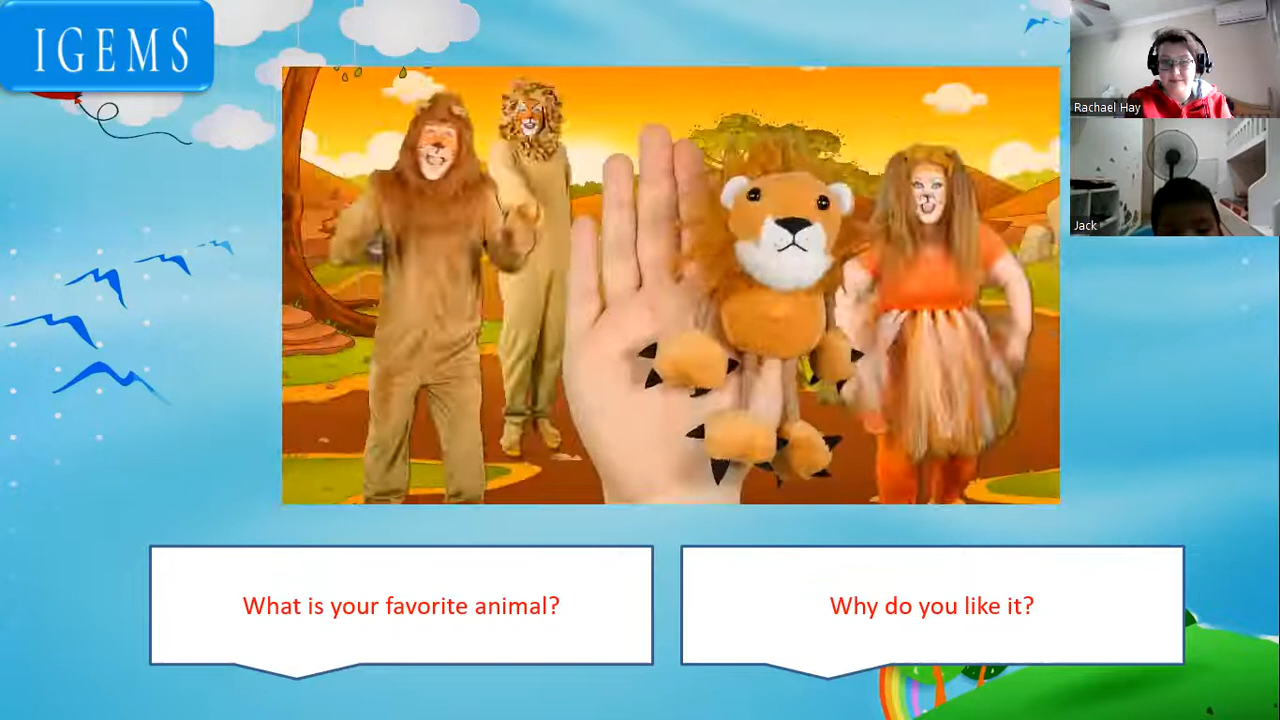 IGEMS
Rachael Hay
Jack
What is your favorite animal?
Why do you like it?